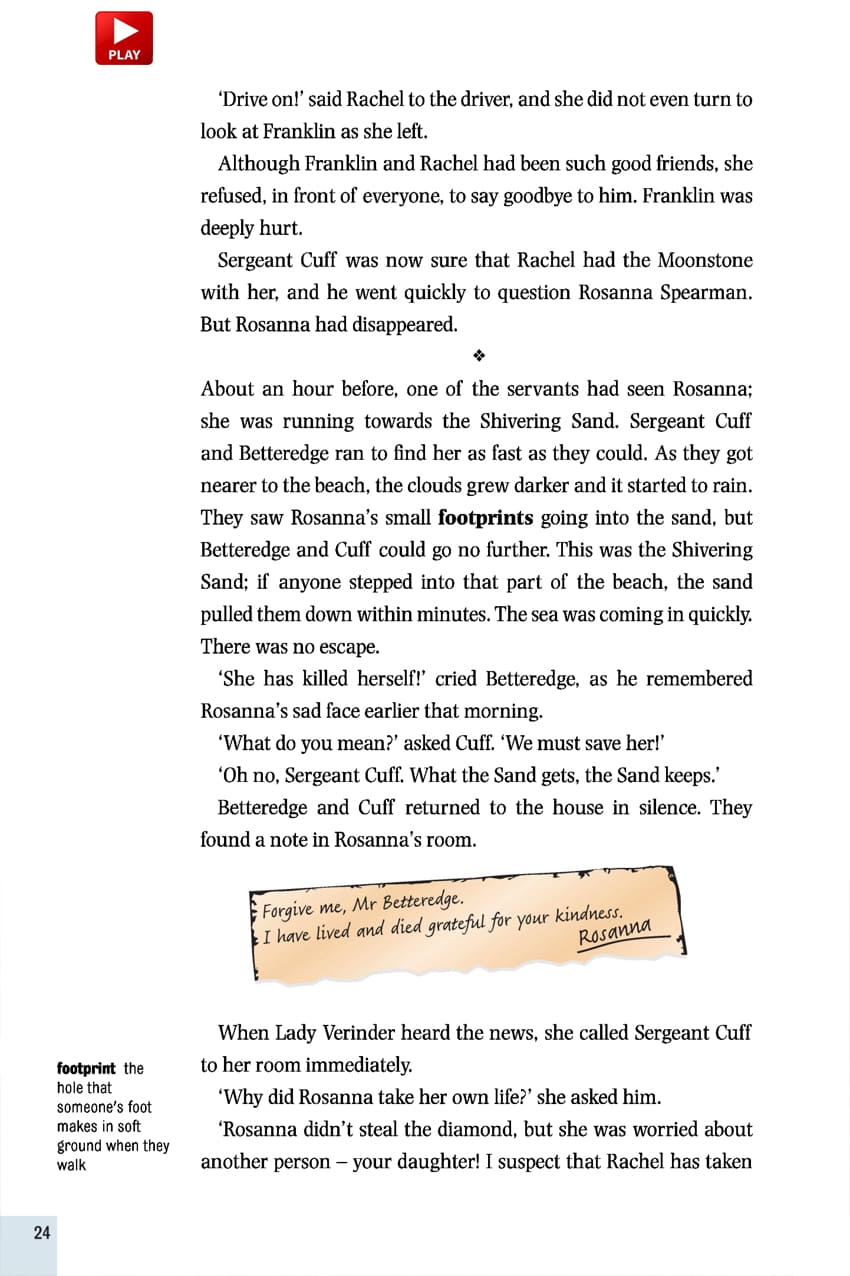 PLAY
‘Drive on!’ said Rachel to the driver, and she did not even turn to
look at Franklin as she left.
Although Franklin and Rachel had been such good friends, she
refused, in front of everyone, to say goodbye to him. Franklin was
deeply hurt.
Sergeant Cuff was now sure that Rachel had the Moonstone
with her, and he went quickly to question Rosanna Spearman.
But Rosanna had disappeared.
❖
About an hour before, one of the servants had seen Rosanna;
she was running towards the Shivering Sand. Sergeant Cuff
and Betteredge ran to find her as fast as they could. As they got
nearer to the beach, the clouds grew darker and it started to rain.
They saw Rosanna’s small footprints going into the sand, but
Betteredge and Cuff could go no further. This was the Shivering
Sand; if anyone stepped into that part of the beach, the sand
pulled them down within minutes. The sea was coming in quickly.
There was no escape.
‘She has killed herself!’ cried Betteredge, as he remembered
Rosanna’s sad face earlier that morning.
‘What do you mean?’ asked Cuff. ‘We must save her!’
‘Oh no, Sergeant Cuff. What the Sand gets, the Sand keeps.’
Betteredge and Cuff returned to the house in silence. They
found a note in Rosanna’s room.
Forgive me, Mr Betteredge.
I have lived and died grateful for your kindness.
Rosanna
When Lady Verinder heard the news, she called Sergeant Cuff
to her room immediately.
‘Why did Rosanna take her own life?’ she asked him.
‘Rosanna didn’t steal the diamond, but she was worried about
another person – your daughter! I suspect that Rachel has taken
footprint the
hole that
someone’s foot
makes in soft
ground when they
walk
24